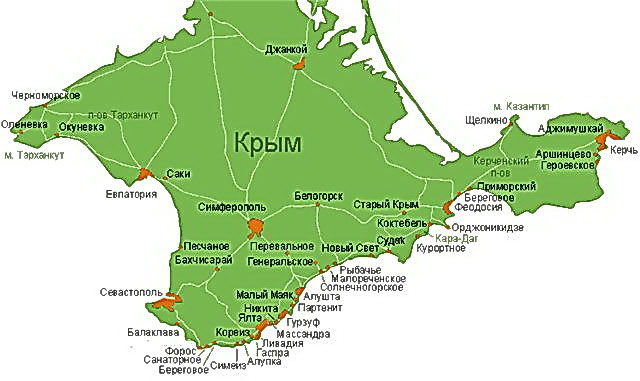 Джанкой
Черноморское
п-ов Тарханкут
м. Казантип
Оленевка
Окуневка
Щелкино
Аджимушкай
м. Тарханкут
Крым
Керчь
Керченский
п-ов
Аршинцево
Героевское
Саки
Евпатория
Приморский
Белогорск
Береговое
Симферополь
Старый Крым
Феодосия
Коктебель
Орджоникидзе
Кара-Даг
Песчаное
Перевальное
Новый Свет
Судак
Курортное
Бахчисарай
Генеральское
Рыбачье
Малореченское
Солнечногорское
Севастополь
Малый Маяк
Алушта
Партенит
Никита
Гурзуф
Ялта
Массандра
Балаклава
Кореиз
Ливадия
Форос
Гаспра
Санаторное
Алупка
Береговое
Симеиз